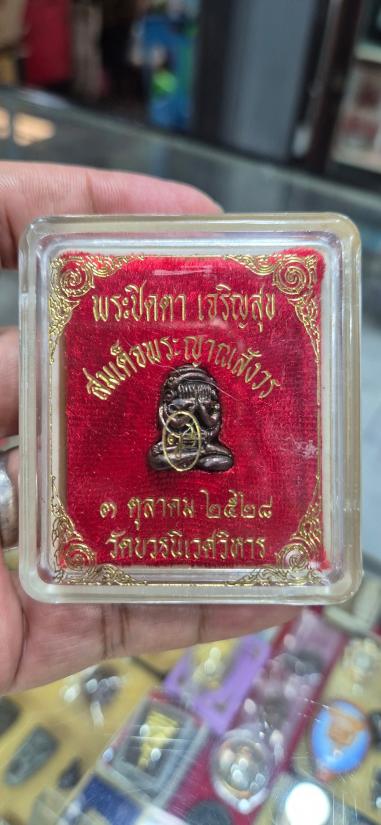 พระปิดตา เจริญสุข
สมเด็จพระญาณสังวร
๓ ตุลาคม ๒๕๒๘
วัดบวรนิเวศวิหาร